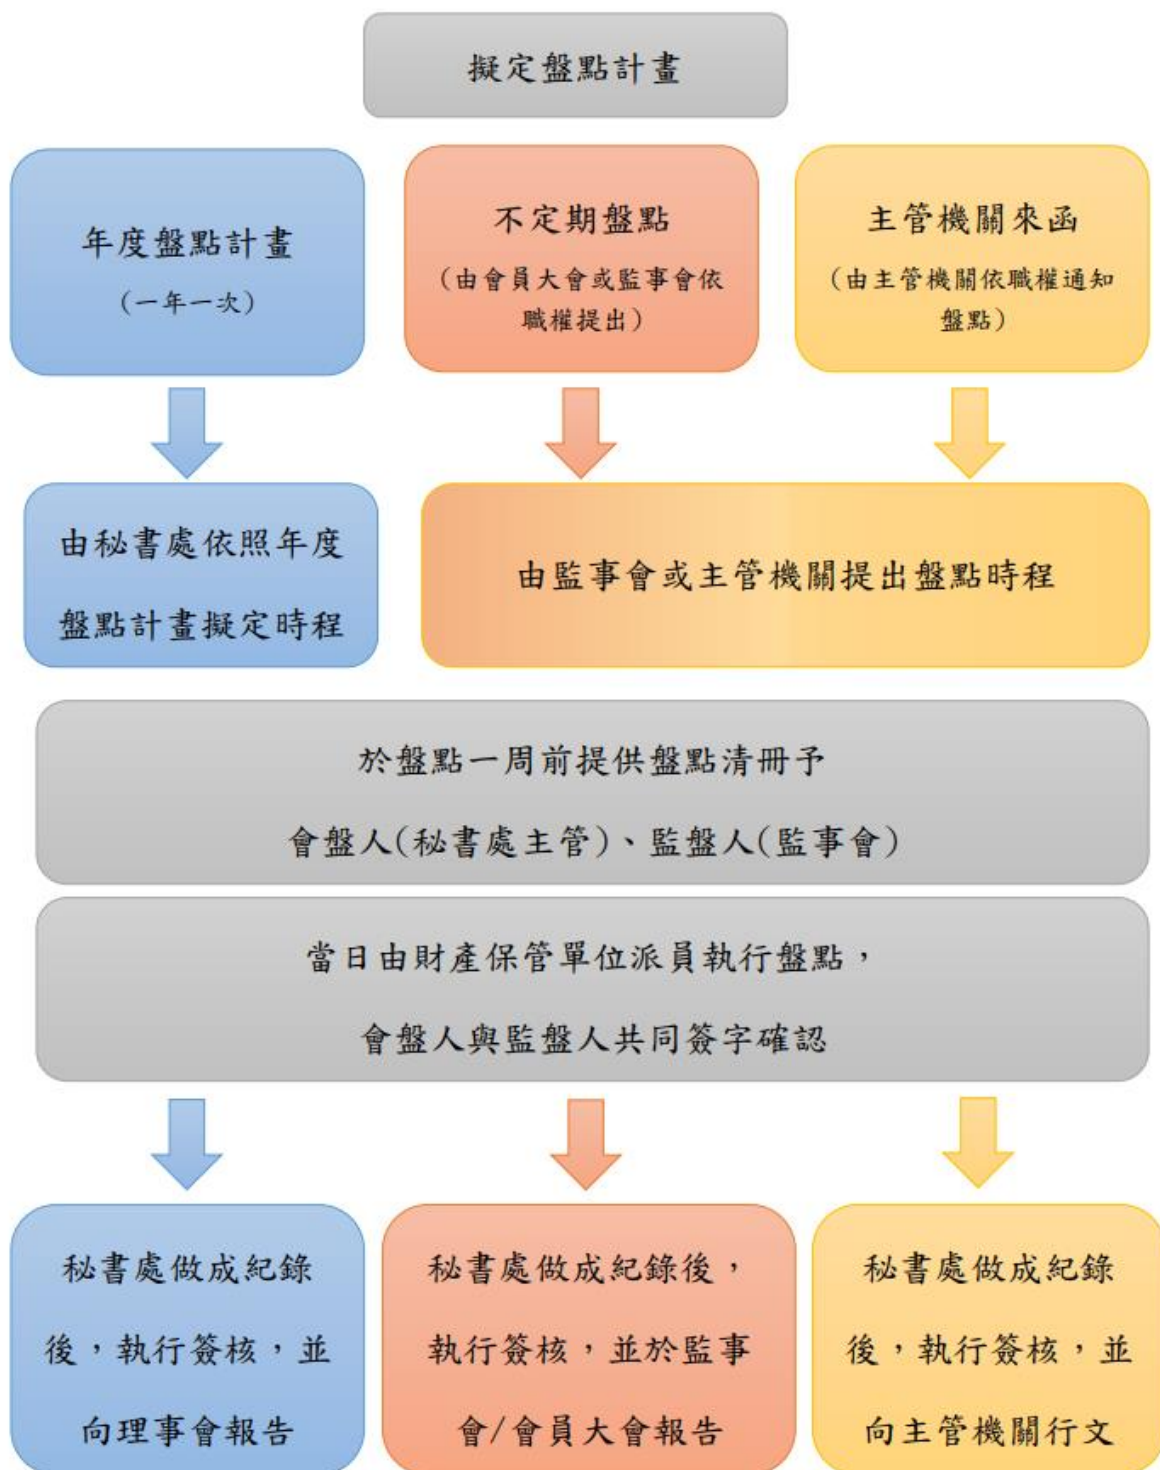 擬定盤點計畫
年度盤點計畫
（一年一次）
不定期盤點
（由會員大會或監事會依
職權提出）
主管機關來函
（由主管機關依職權通知
盤點）
由秘書處依照年度
盤點計畫擬定時程
由監事會或主管機關提出盤點時程
於盤點一周前提供盤點清冊予
會盤人(秘書處主管)、監盤人(監事會)
當日由財產保管單位派員執行盤點，
會盤人與監盤人共同簽字確認
秘書處做成紀錄
後，執行簽核，並
向理事會報告
秘書處做成紀錄後，
執行簽核，並於監事
會/會員大會報告
秘書處做成紀錄
後，執行簽核，並
向主管機關行文